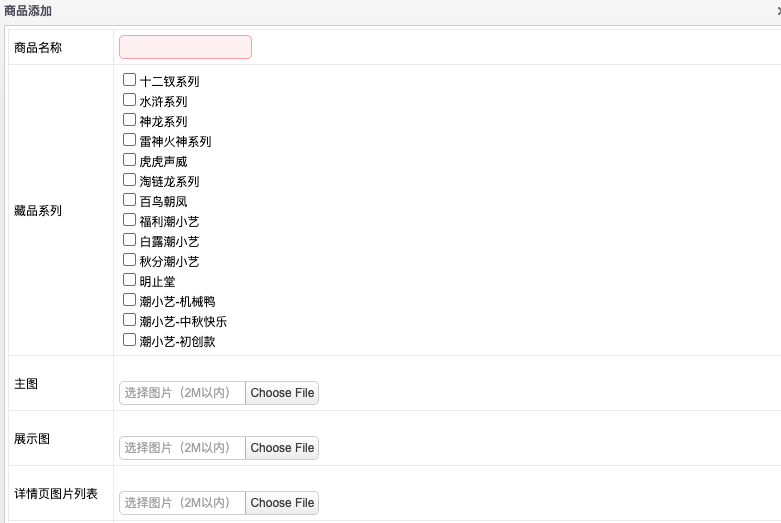 商品添加
商品名称
藏品系列
十二钗系列
水浒系列
神龙系列
雷神火神系列
虎虎声威
淘链龙系列
百鸟朝凤
福利潮小艺
白露潮小艺
秋分潮小艺
明止堂
潮小艺-机械鸭
潮小艺-中秋快乐
潮小艺-初创款
主图
选择图片（2M以内） Choose File
展示图
选择图片（2M以内） Choose File
详情页图片列表
选择图片（2M以内） Choose File